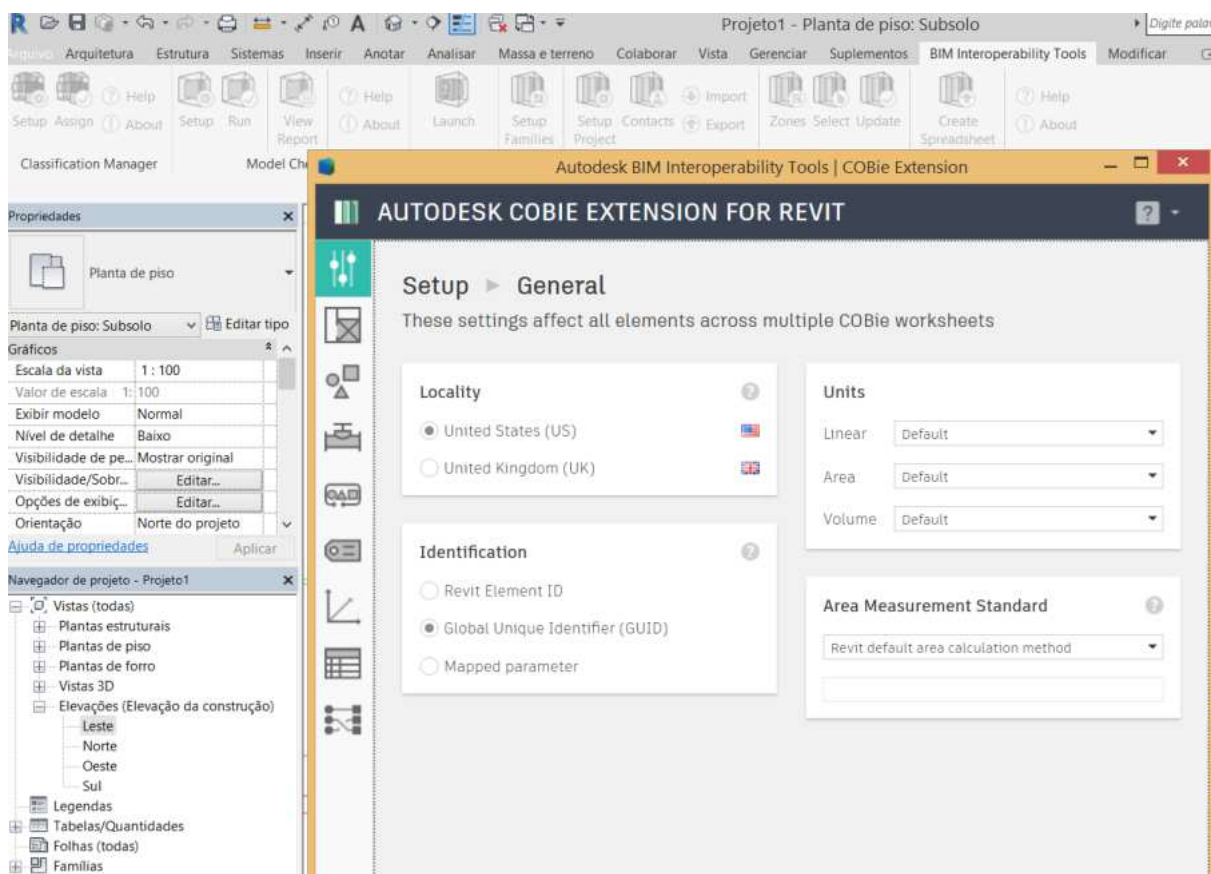 Projeto1 - Planta de piso: Subsolo
Digite pala
Arquivo Arquitetura Estrutura Sistemas Inserir Anotar Analisar Massa e terreno Colaborar Vista Gerenciar Suplementos BIM Interoperability Tools Modificar
Help Help Import Help
Setup Assign About Setup Run View Report About Launch Setup Families Setup Project Contacts Export Zones Select Update Create Spreadsheet About
Classification Manager Model Ch
Autodesk BIM Interoperability Tools | COBie Extension
AUTODESK COBIE EXTENSION FOR REVIT
Propriedades
Planta de piso
Planta de piso: Subsolo Editar tipo
Gráficos
Escala da vista 1 : 100
Valor de escala 1: 100
Exibir modelo Normal
Nível de detalhe Baixo
Visibilidade de pe... Mostrar original
Visibilidade/Sobr... Editar...
Opções de exibiç... Editar...
Orientação Norte do projeto
Ajuda de propriedades Aplicar
Navegador de projeto - Projeto1
Vistas (todas)
Plantas estruturais
Plantas de piso
Plantas de forro
Vistas 3D
Elevações (Elevação da construção)
Leste
Norte
Oeste
Sul
Legendas
Tabelas/Quantidades
Folhas (todas)
Famílias
Setup General
These settings affect all elements across multiple COBie worksheets
Locality
United States (US)
United Kingdom (UK)
Identification
Revit Element ID
Global Unique Identifier (GUID)
Mapped parameter
Units
Linear Default
Area Default
Volume Default
Area Measurement Standard
Revit default area calculation method